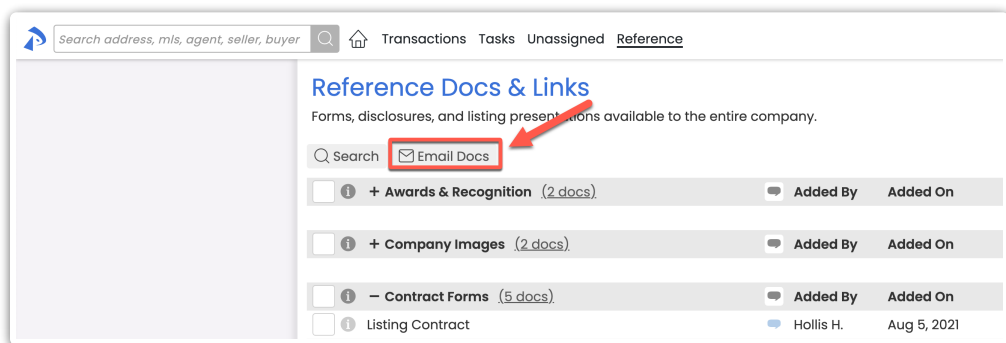 Search address, mls, agent, seller, buyer Transactions Tasks Unassigned Reference
Reference Docs & Links
Forms, disclosures, and listing presentations available to the entire company.
Search Email Docs
+ Awards & Recognition (2 docs) Added By Added On
+ Company Images (2 docs) Added By Added On
– Contract Forms (5 docs) Added By Added On
Listing Contract Hollis H. Aug 5, 2021